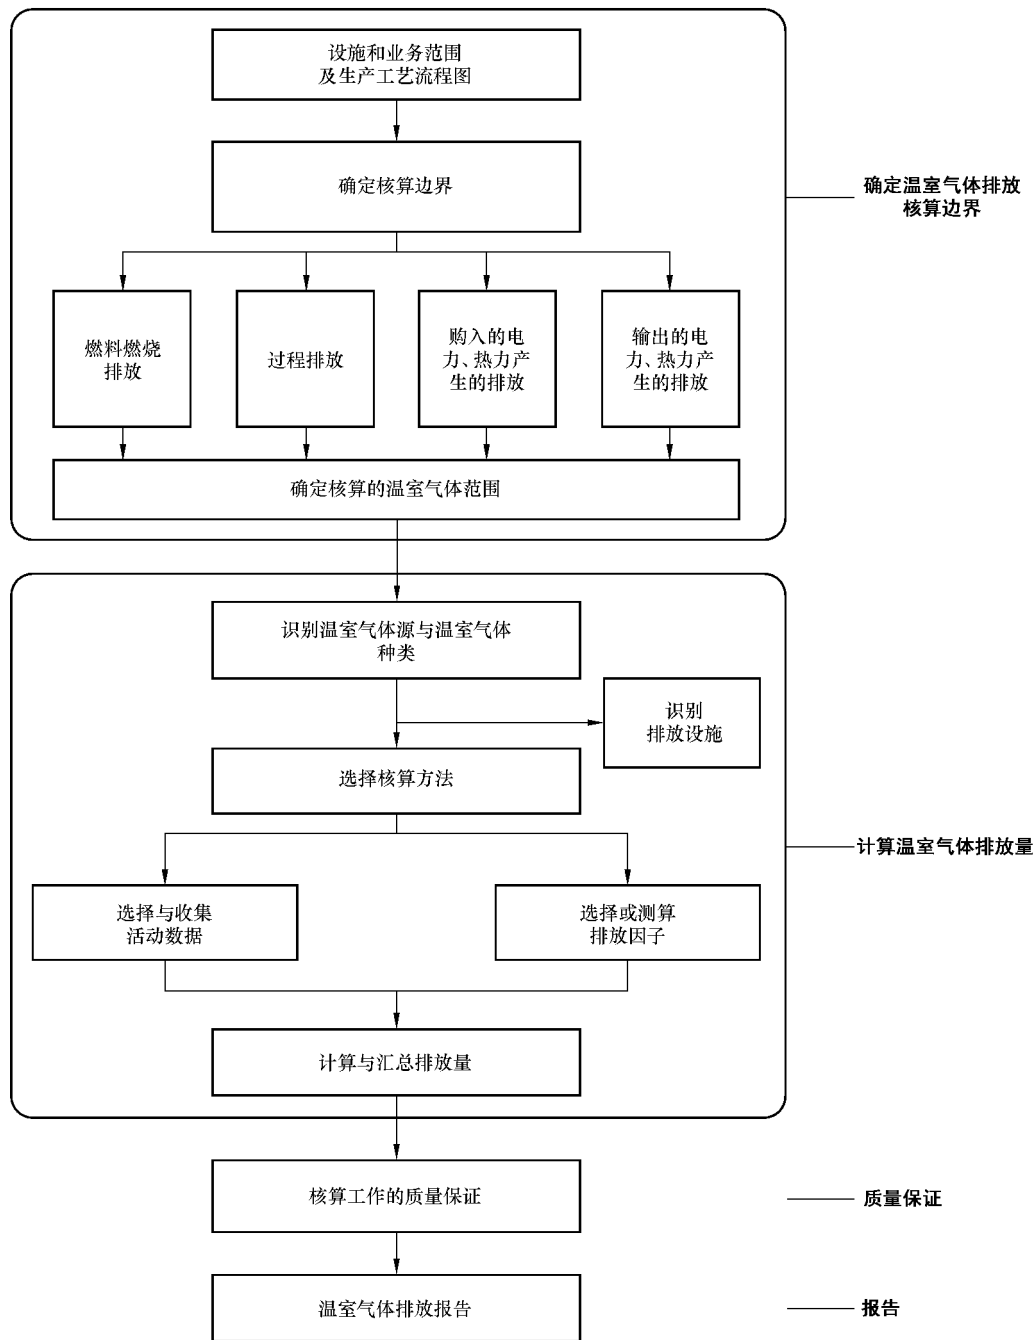 设施和业务范围
及生产工艺流程图
确定核算边界
确定温室气体排放
核算边界
燃料燃烧
排放
过程排放
购入的电
力、热力产
生的排放
输出的电
力、热力产
生的排放
确定核算的温室气体范围
识别温室气体源与温室气体
种类
识别
排放设施
选择核算方法
计算温室气体排放量
选择与收集
活动数据
选择或测算
排放因子
计算与汇总排放量
核算工作的质量保证
质量保证
温室气体排放报告
报告